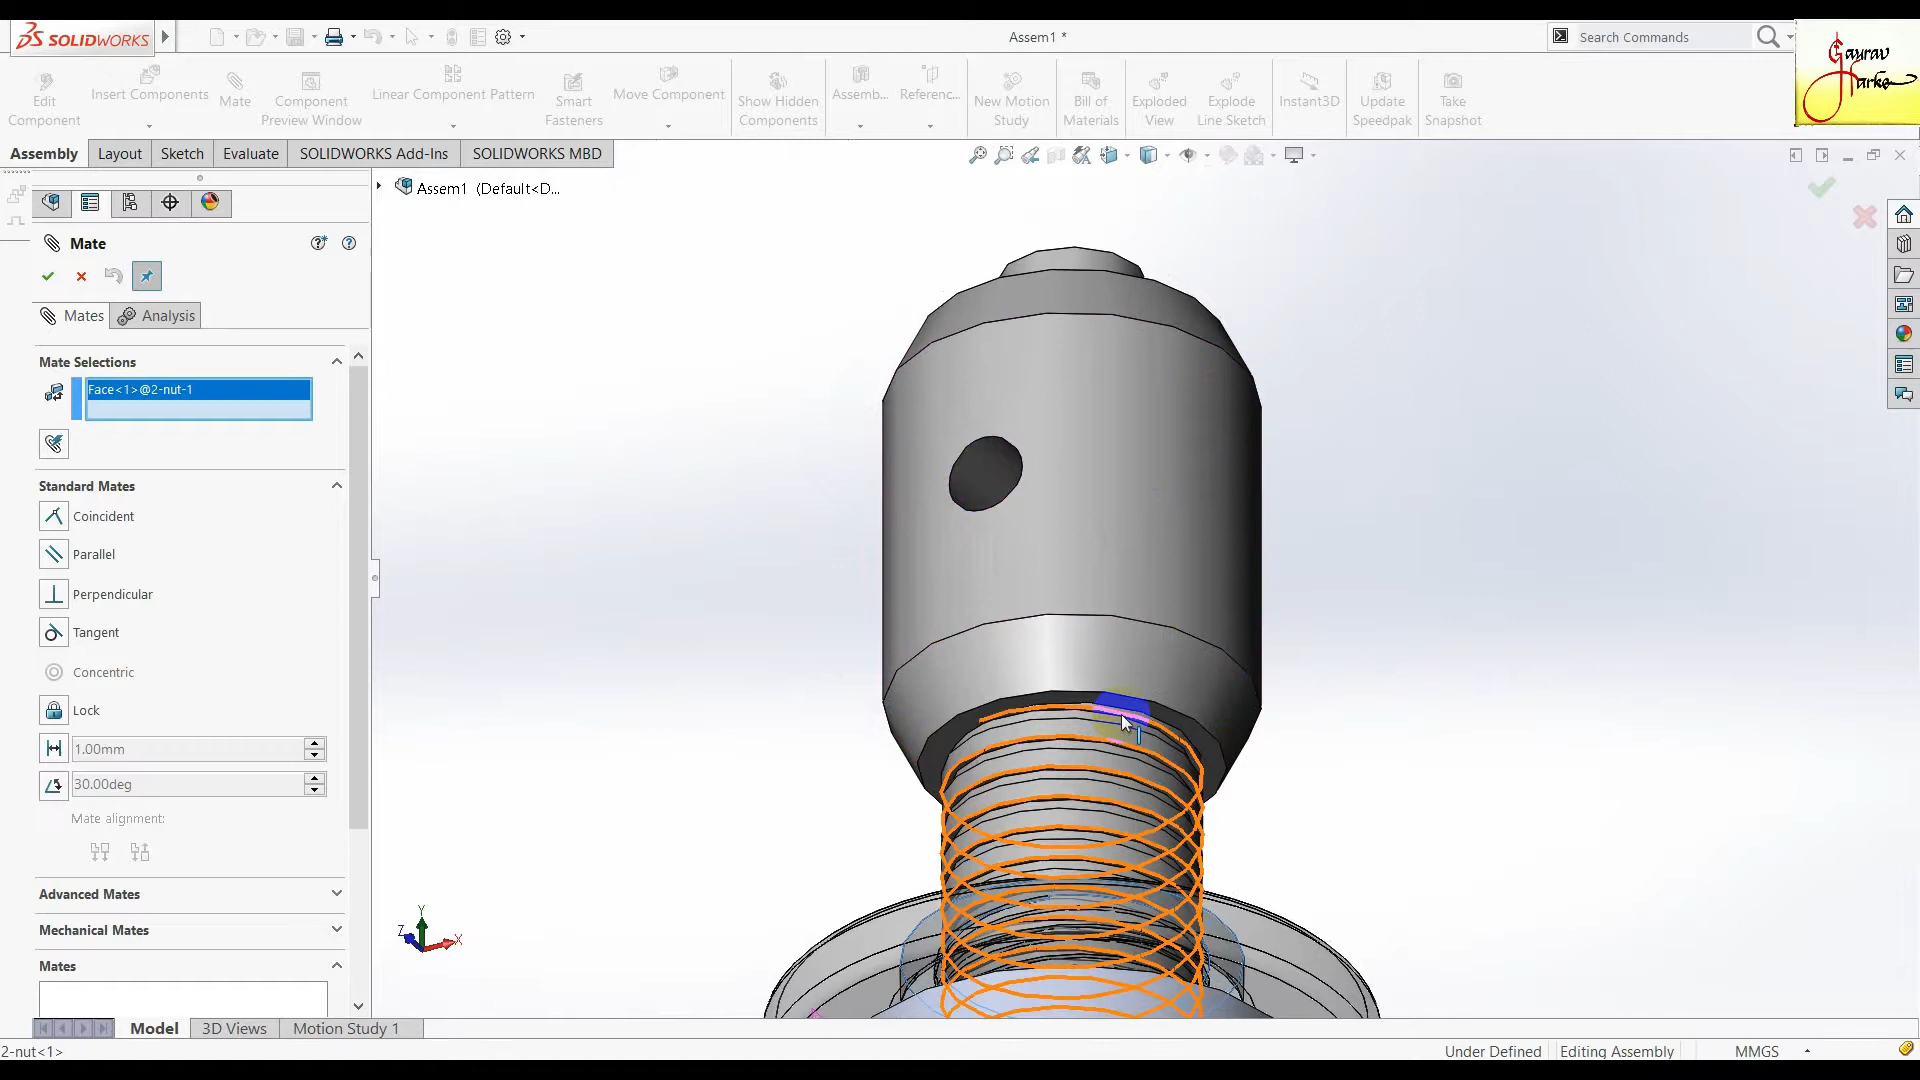 SOLIDWORKS
Assem1 *
Search Commands
Gaurav
Edit Component
Insert Components
Mate
Component Preview Window
Linear Component Pattern
Smart Fasteners
Move Component
Show Hidden Components
Assemb...
Referenc...
New Motion Study
Bill of Materials
Exploded View
Explode Line Sketch
Instant3D
Update Speedpak
Take Snapshot
Assembly
Layout
Sketch
Evaluate
SOLIDWORKS Add-Ins
SOLIDWORKS MBD
Assem1 (Default<D...
Mate
Mates
Analysis
Mate Selections
Face<1>@2-nut-1
Standard Mates
Coincident
Parallel
Perpendicular
Tangent
Concentric
Lock
1.00mm
30.00deg
Mate alignment:
Advanced Mates
Mechanical Mates
Mates
Y
Z
X
Model
3D Views
Motion Study 1
2-nut<1>
Under Defined
Editing Assembly
MMGS